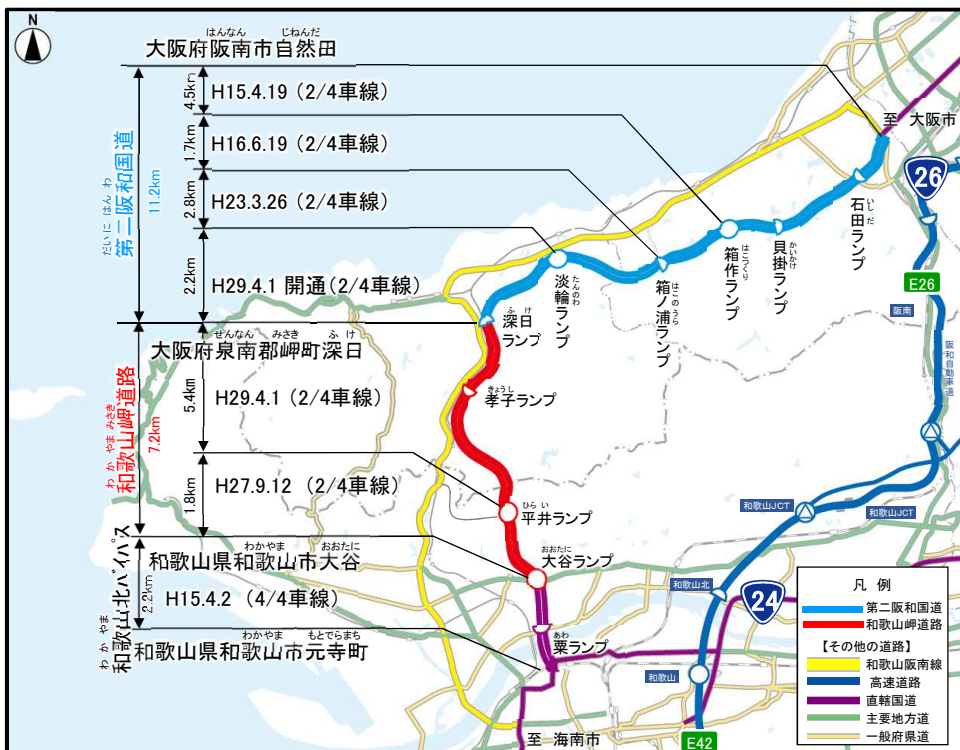 N
はんなん じねんだ
大阪府阪南市自然田
4.5km
H15.4.19 (2/4車線)
1.7km
H16.6.19 (2/4車線)
2.8km
H23.3.26 (2/4車線)
2.2km
H29.4.1 開通(2/4車線)
だいに はん わ
第二阪和国道
11.2km
せんなん みさき ふ け
大阪府泉南郡岬町深日
5.4km
H29.4.1 (2/4車線)
1.8km
H27.9.12 (2/4車線)
わ か やま みさき
和歌山岬道路
7.2km
わかやま おおたに
和歌山県和歌山市大谷
2.2km
H15.4.2 (4/4車線)
わ か やま
和歌山北バイパス
わかやま もとでらまち
和歌山県和歌山市元寺町
至 大阪市
26
いしだ
石田ランプ
かいかけ
貝掛ランプ
はこつくり
箱作ランプ
はこのうら
箱ノ浦ランプ
たんのわ
淡輪ランプ
ふ け
深日
ランプ
きょうし
孝子ランプ
ひらい
平井ランプ
おおたに
大谷ランプ
あわ
粟ランプ
E26
阪南
阪和自動車道
和歌山JCT
和歌山JCT
和歌山北
24
和歌山
E42
至 海南市
凡 例
第二阪和国道
和歌山岬道路
【その他の道路】
和歌山阪南線
高速道路
直轄国道
主要地方道
一般府県道